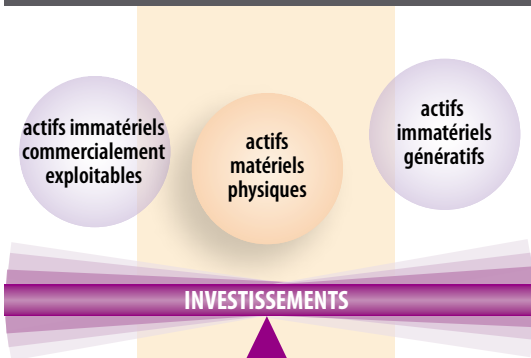 actifs immatériels
commercialement
exploitables
actifs
matériels
physiques
actifs
immatériels
génératifs
INVESTISSEMENTS